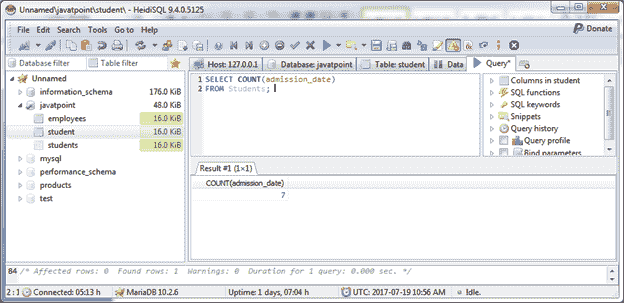 Unnamed\javatpoint\student\ - HeidiSQL 9.4.0.5125
File Edit Search Tools Go to Help
Donate
Database filter Table filter
Host: 127.0.0.1 Database: javatpoint Table: student Data Query*
Unnamed
information_schema 176.0 KiB
javatpoint 48.0 KiB
employees 16.0 KiB
student 16.0 KiB
students 16.0 KiB
mysql
performance_schema
products
test
1 SELECT COUNT(admission_date)
2 FROM Students;
Columns in student
SQL functions
SQL keywords
Snippets
Query history
Query profile
Bind parameters
Result #1 (1×1)
COUNT(admission_date)
7
84 /* Affected rows: 0 Found rows: 1 Warnings: 0 Duration for 1 query: 0.000 sec. */
2 : 1 Connected: 05:13 h MariaDB 10.2.6 Uptime: 1 days, 07:04 h UTC: 2017-07-19 10:56 AM Idle.